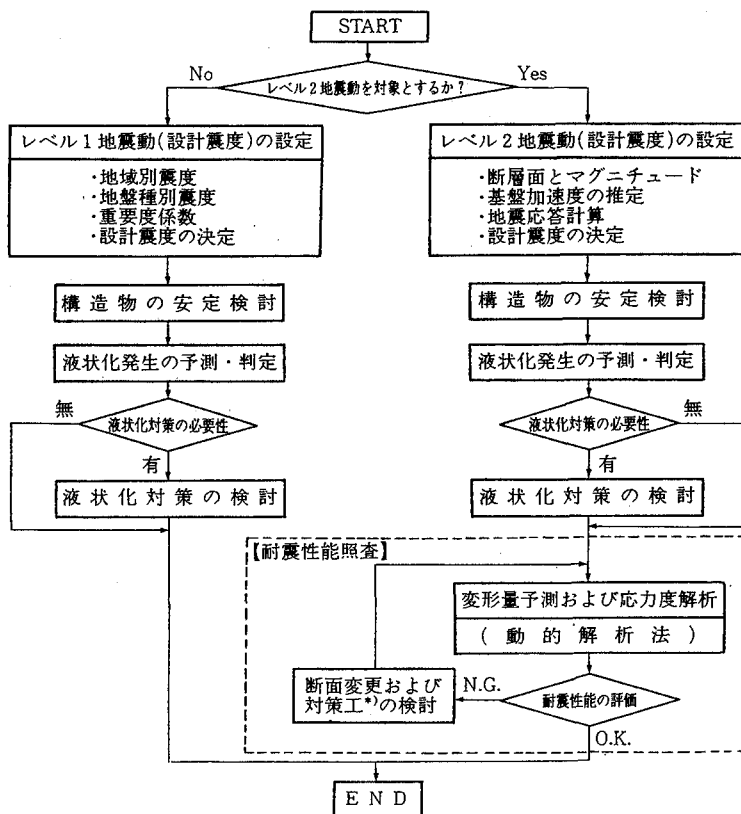 START
レベル2地震動を対象とするか?
No
Yes
レベル1地震動(設計震度)の設定
・地域別震度
・地盤種別震度
・重要度係数
・設計震度の決定
構造物の安定検討
液状化発生の予測・判定
液状化対策の必要性
無
有
液状化対策の検討
レベル2地震動(設計震度)の設定
・断層面とマグニチュード
・基盤加速度の推定
・地震応答計算
・設計震度の決定
構造物の安定検討
液状化発生の予測・判定
液状化対策の必要性
無
有
液状化対策の検討
【耐震性能照査】
変形量予測および応力度解析
(動的解析法)
断面変更および
対策工*)の検討
N.G.
耐震性能の評価
O.K.
END